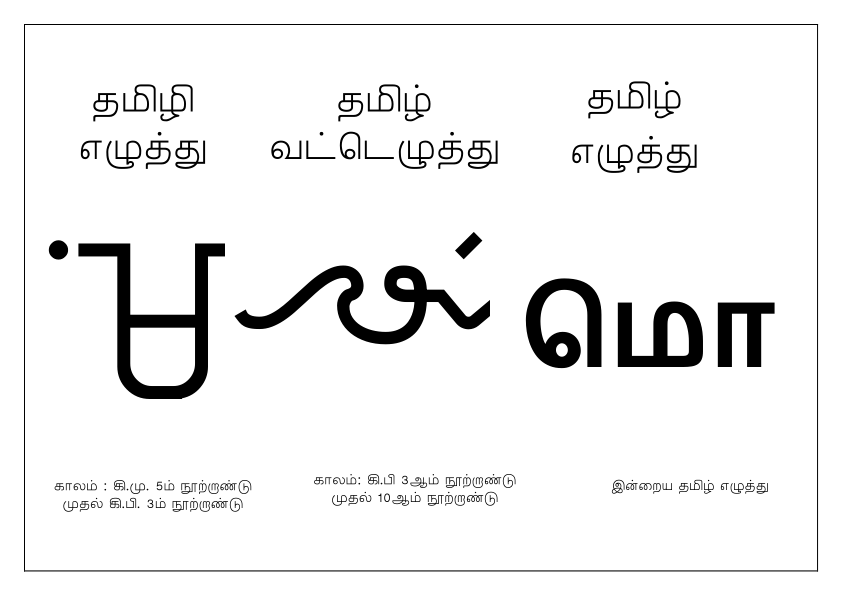 தமிழி
எழுத்து
தமிழ்
வட்டெழுத்து
தமிழ்
எழுத்து
மொ
காலம் : கி.மு. 5ம் நூற்றாண்டு
முதல் கி.பி. 3ம் நூற்றாண்டு
காலம்: கி.பி 3ஆம் நூற்றாண்டு
முதல் 10ஆம் நூற்றாண்டு
இன்றைய தமிழ் எழுத்து